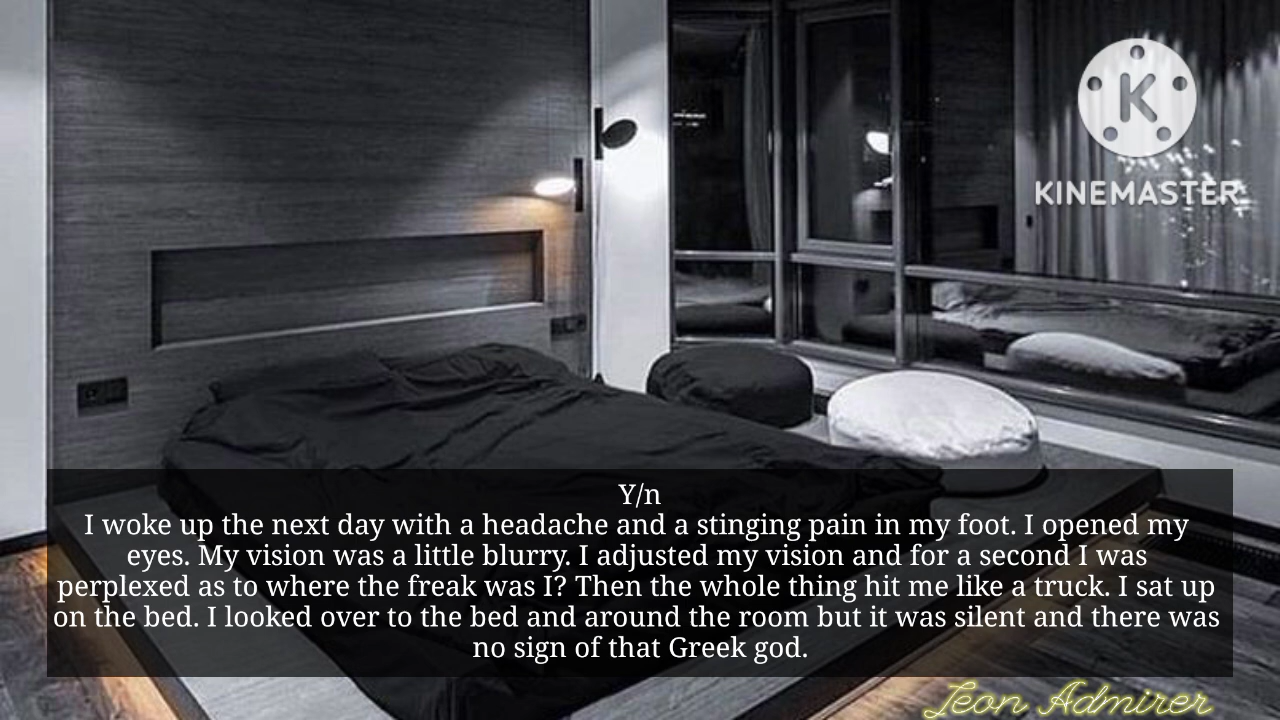 K
KINEMASTER
Y/n
I woke up the next day with a headache and a stinging pain in my foot. I opened my
eyes. My vision was a little blurry. I adjusted my vision and for a second I was
perplexed as to where the freak was I? Then the whole thing hit me like a truck. I sat up
on the bed. I looked over to the bed and around the room but it was silent and there was
no sign of that Greek god.
Leon Admirer